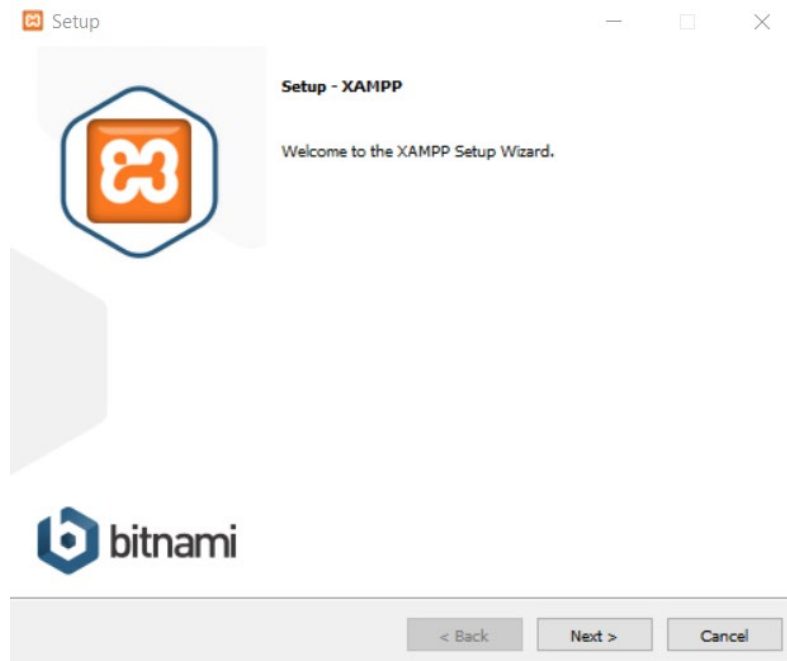 Setup
Setup - XAMPP
Welcome to the XAMPP Setup Wizard.
bitnami
< Back
Next >
Cancel